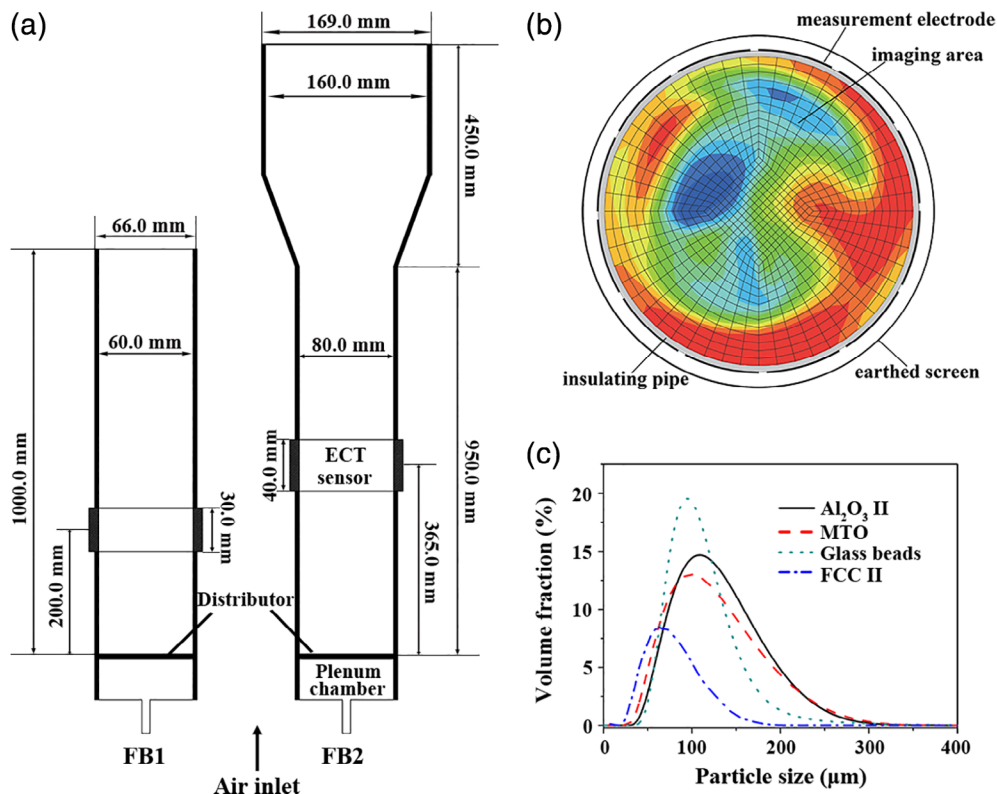 (a)
169.0 mm
160.0 mm
450.0 mm
66.0 mm
1000.0 mm
60.0 mm
80.0 mm
950.0 mm
40.0 mm
ECT
sensor
30.0 mm
365.0 mm
200.0 mm
Distributor
Plenum
chamber
FB1
FB2
Air inlet
(b)
measurement electrode
imaging area
insulating pipe
earthed screen
(c)
Volume fraction (%)
20
15
10
5
0
Al₂O₃ II
MTO
Glass beads
FCC II
0
100
200
300
400
Particle size (μm)